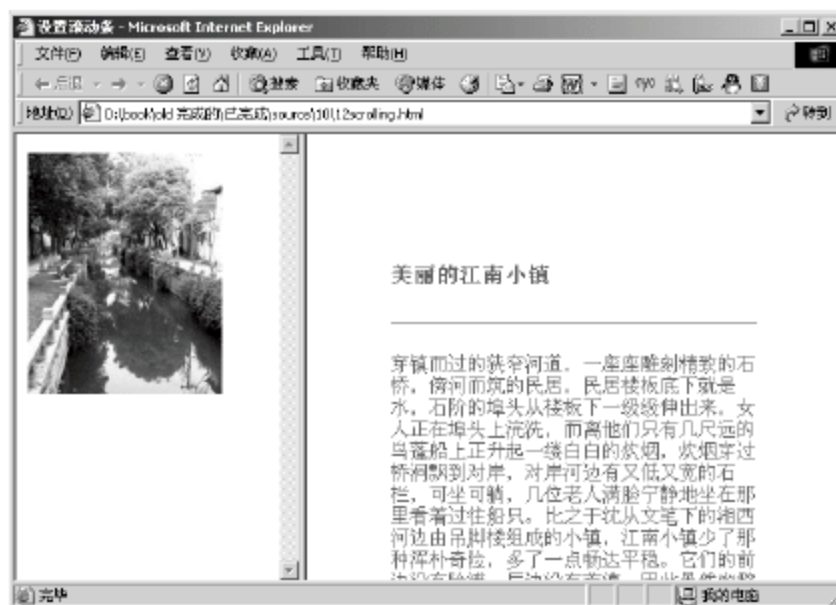 设置滚动条 - Microsoft Internet Explorer
文件(F) 编辑(E) 查看(V) 收藏(A) 工具(T) 帮助(H)
后退 搜索 收藏夹 媒体
地址(D) D:\book\old 完成的\已完成\source\10\12scrolling.html 转到
美丽的江南小镇
穿镇而过的狭窄河道，一座座雕刻精致的石
桥，傍河而筑的民居，民居楼板底下就是
水，石阶的埠头从楼板下一级级伸出来，女
人正在埠头上浣洗，而离他们只有几尺远的
乌篷船上正升起一缕白白的炊烟，炊烟穿过
桥洞飘到对岸，对岸河边有又低又宽的石
栏，可坐可躺，几位老人满脸宁静地坐在那
里看着过往船只。比之于沈从文笔下的湘西
河边由吊脚楼组成的小镇，江南小镇少了那
种浑朴奇险，多了一点畅达平稳。它们的前
完毕 我的电脑